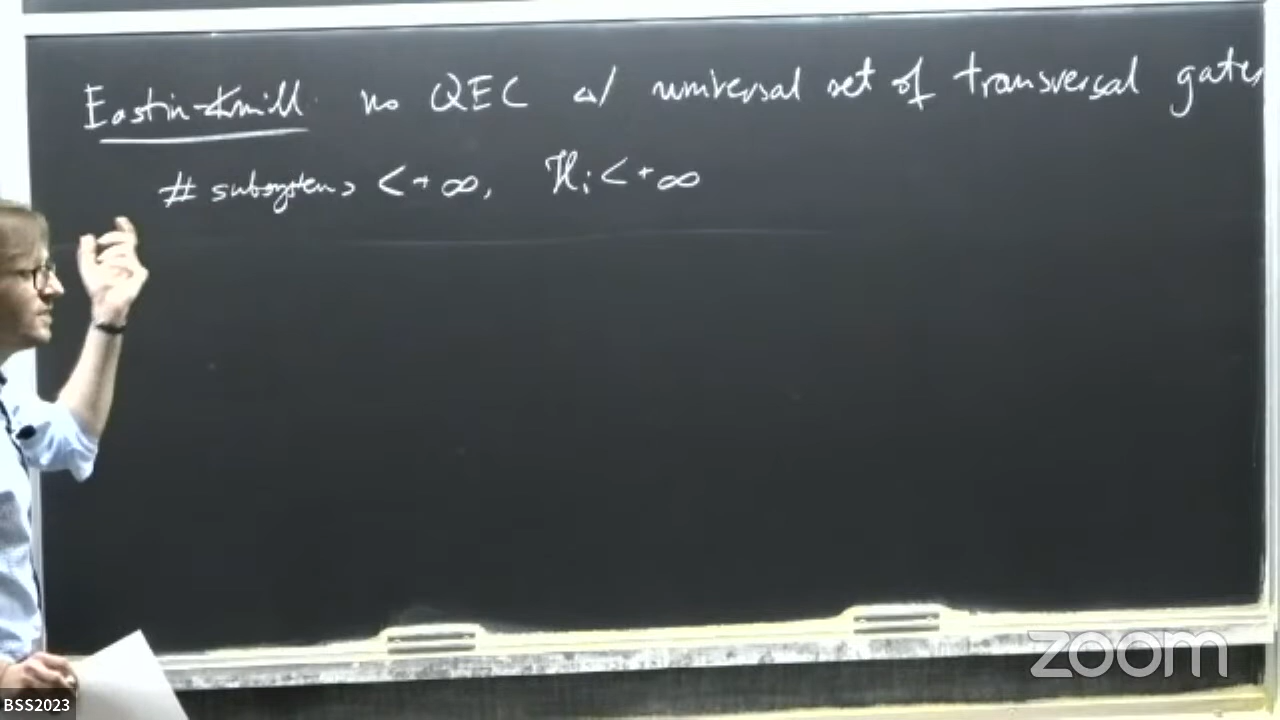 Eastin-Knill no QEC w/ universal set of transversal gates
# subsystems < + ∞, ℋi < + ∞
zoom
BSS2023